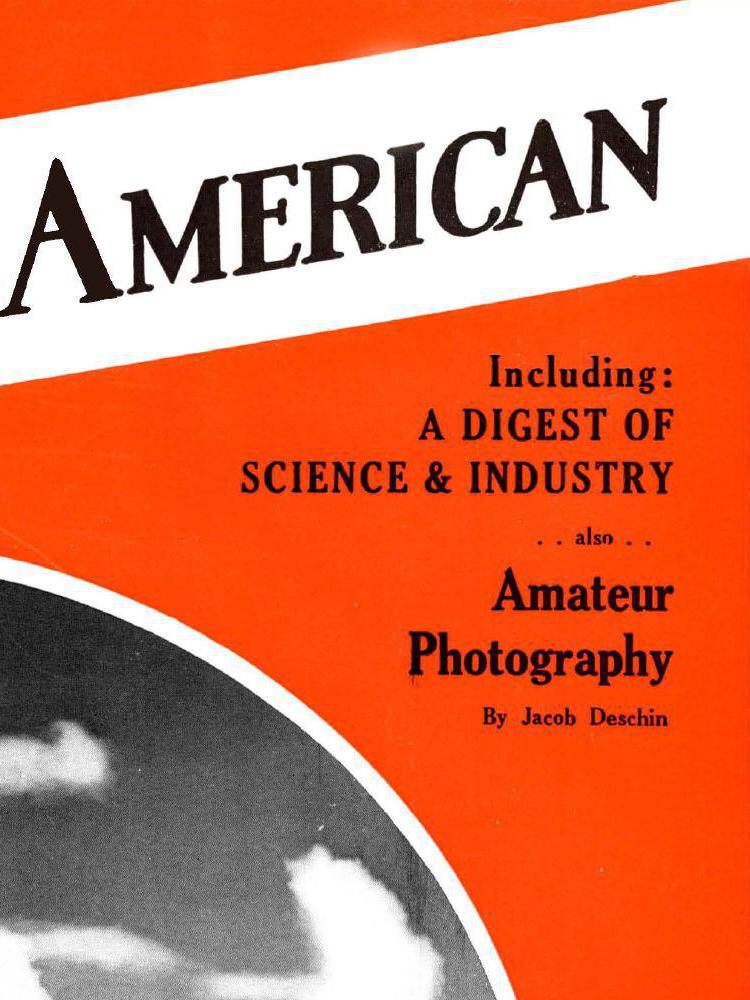 AMERICAN
Including:
A DIGEST OF
SCIENCE & INDUSTRY
. . also . .
Amateur
Photography
By Jacob Deschin